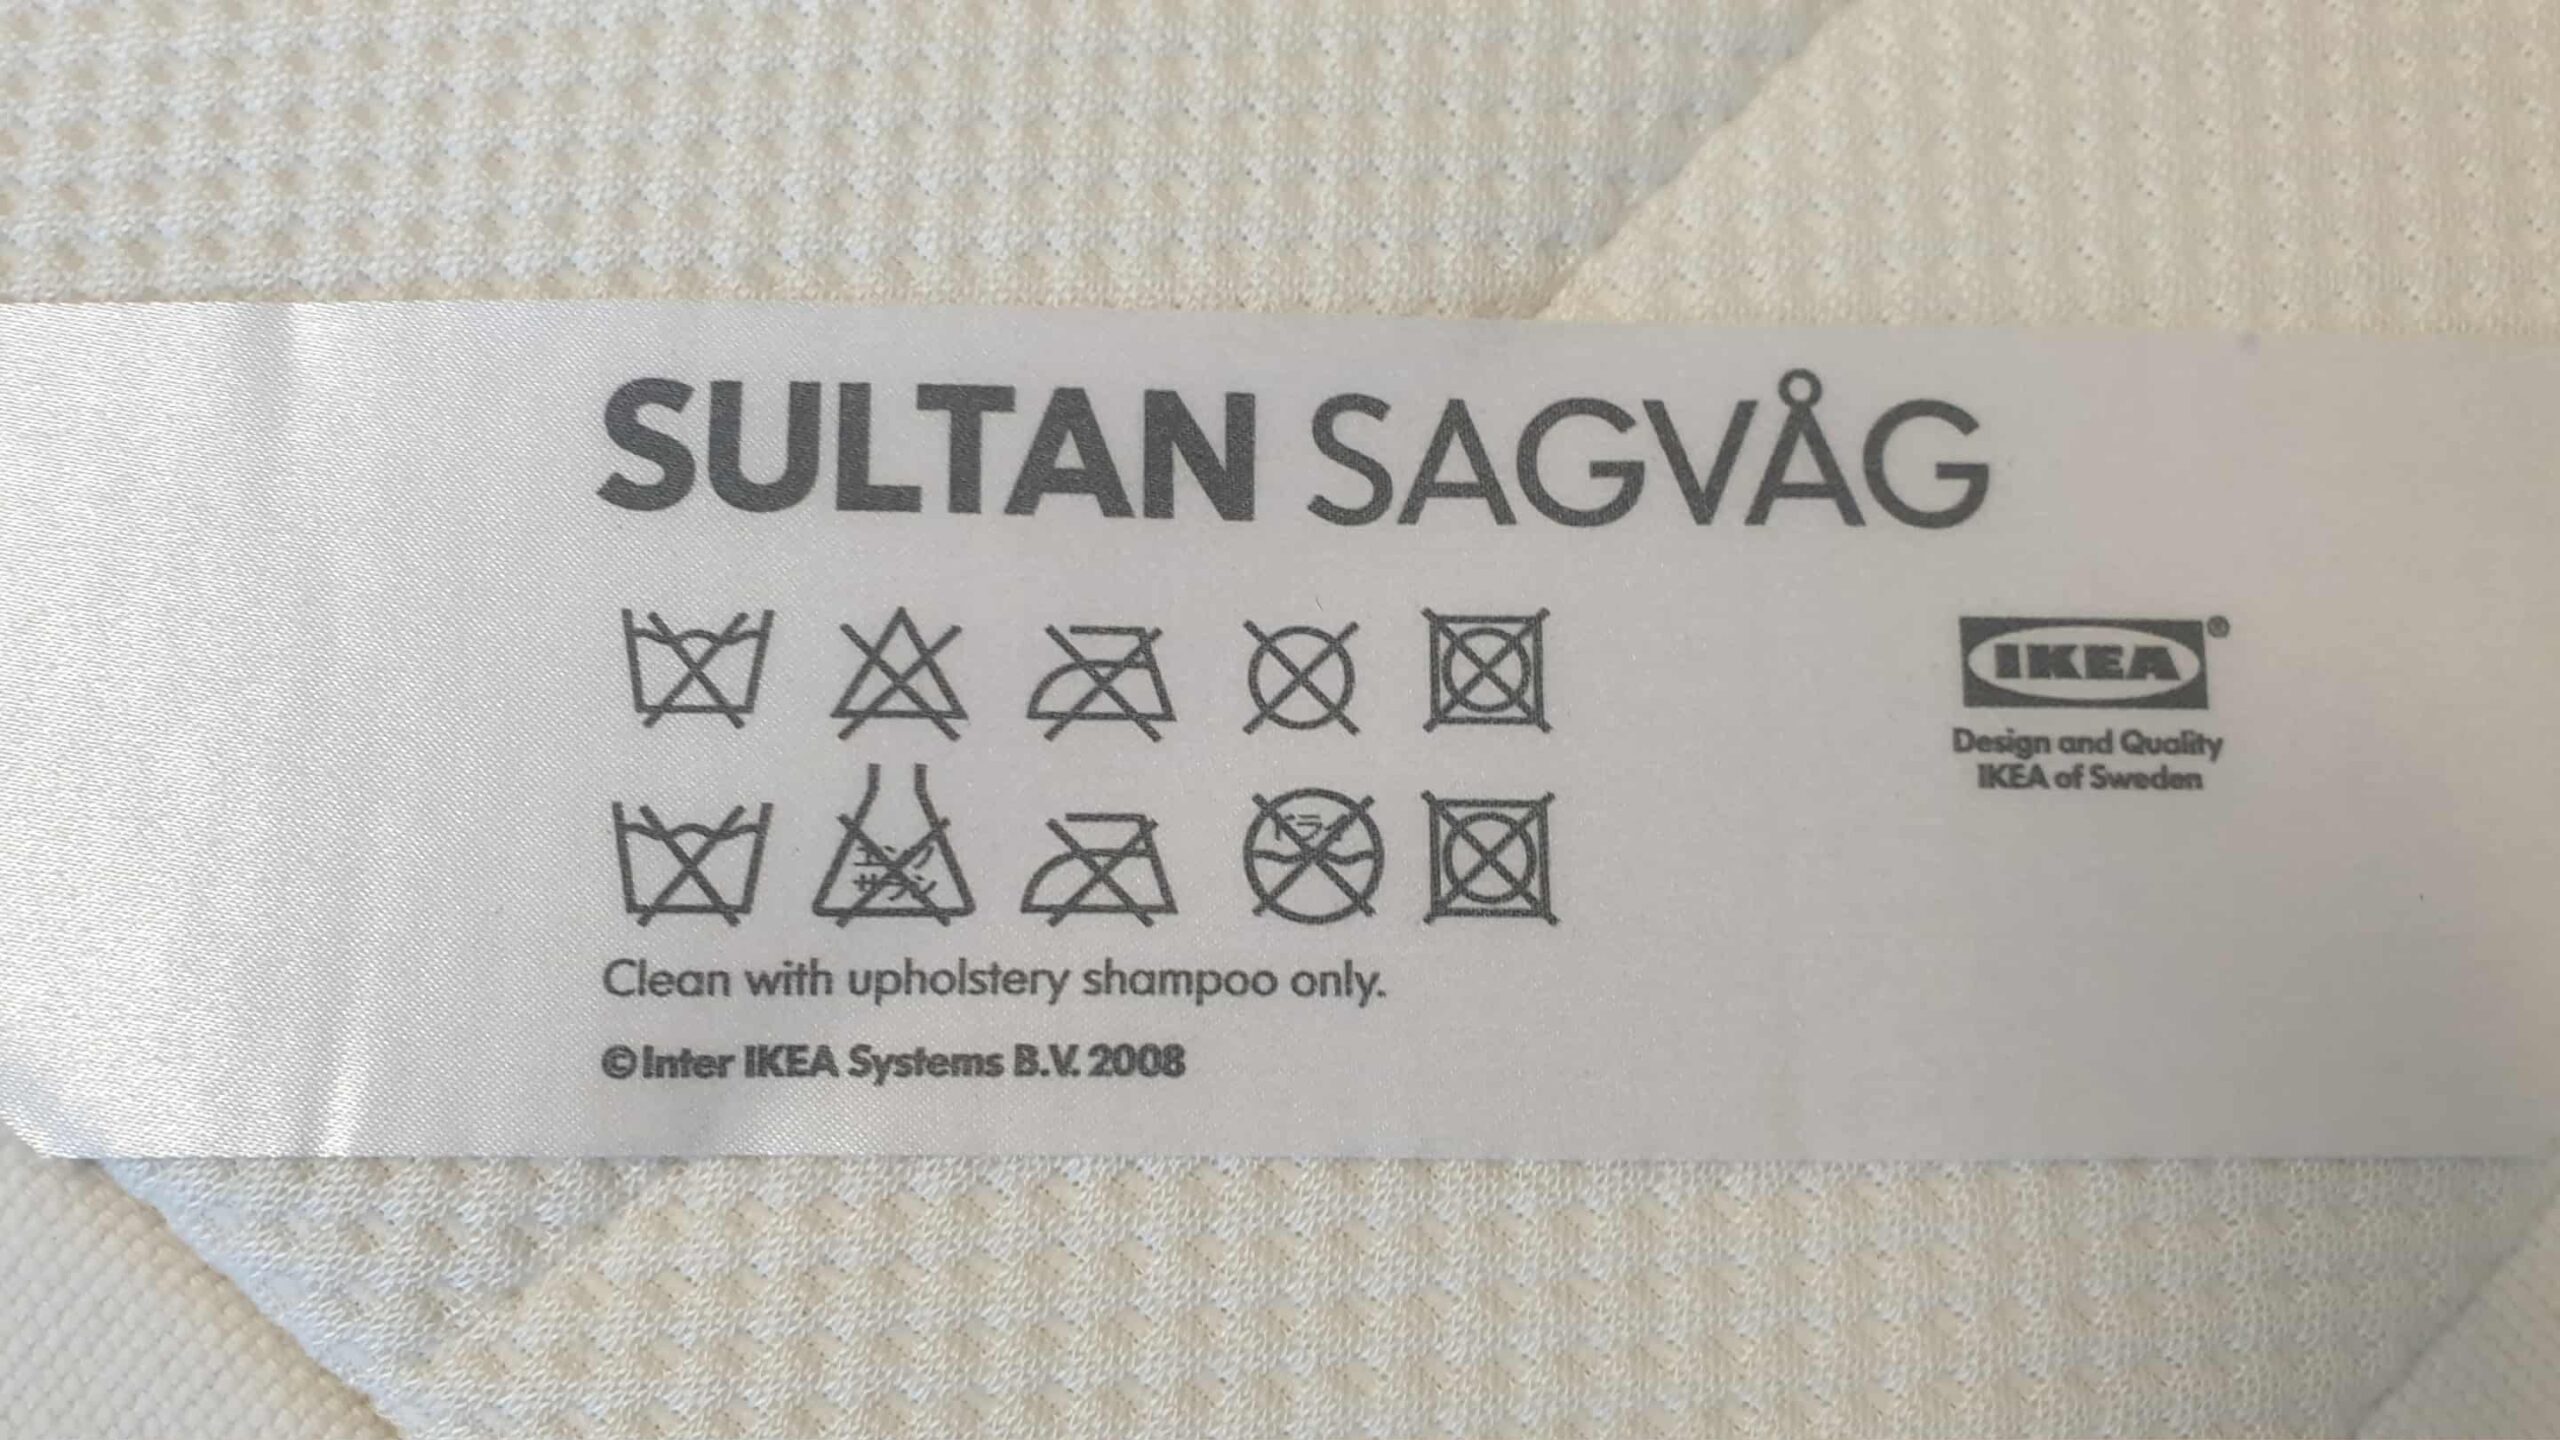 SULTAN SAGVÅG
IKEA®
Design and Quality
IKEA of Sweden
Clean with upholstery shampoo only.
©Inter IKEA Systems B.V. 2008